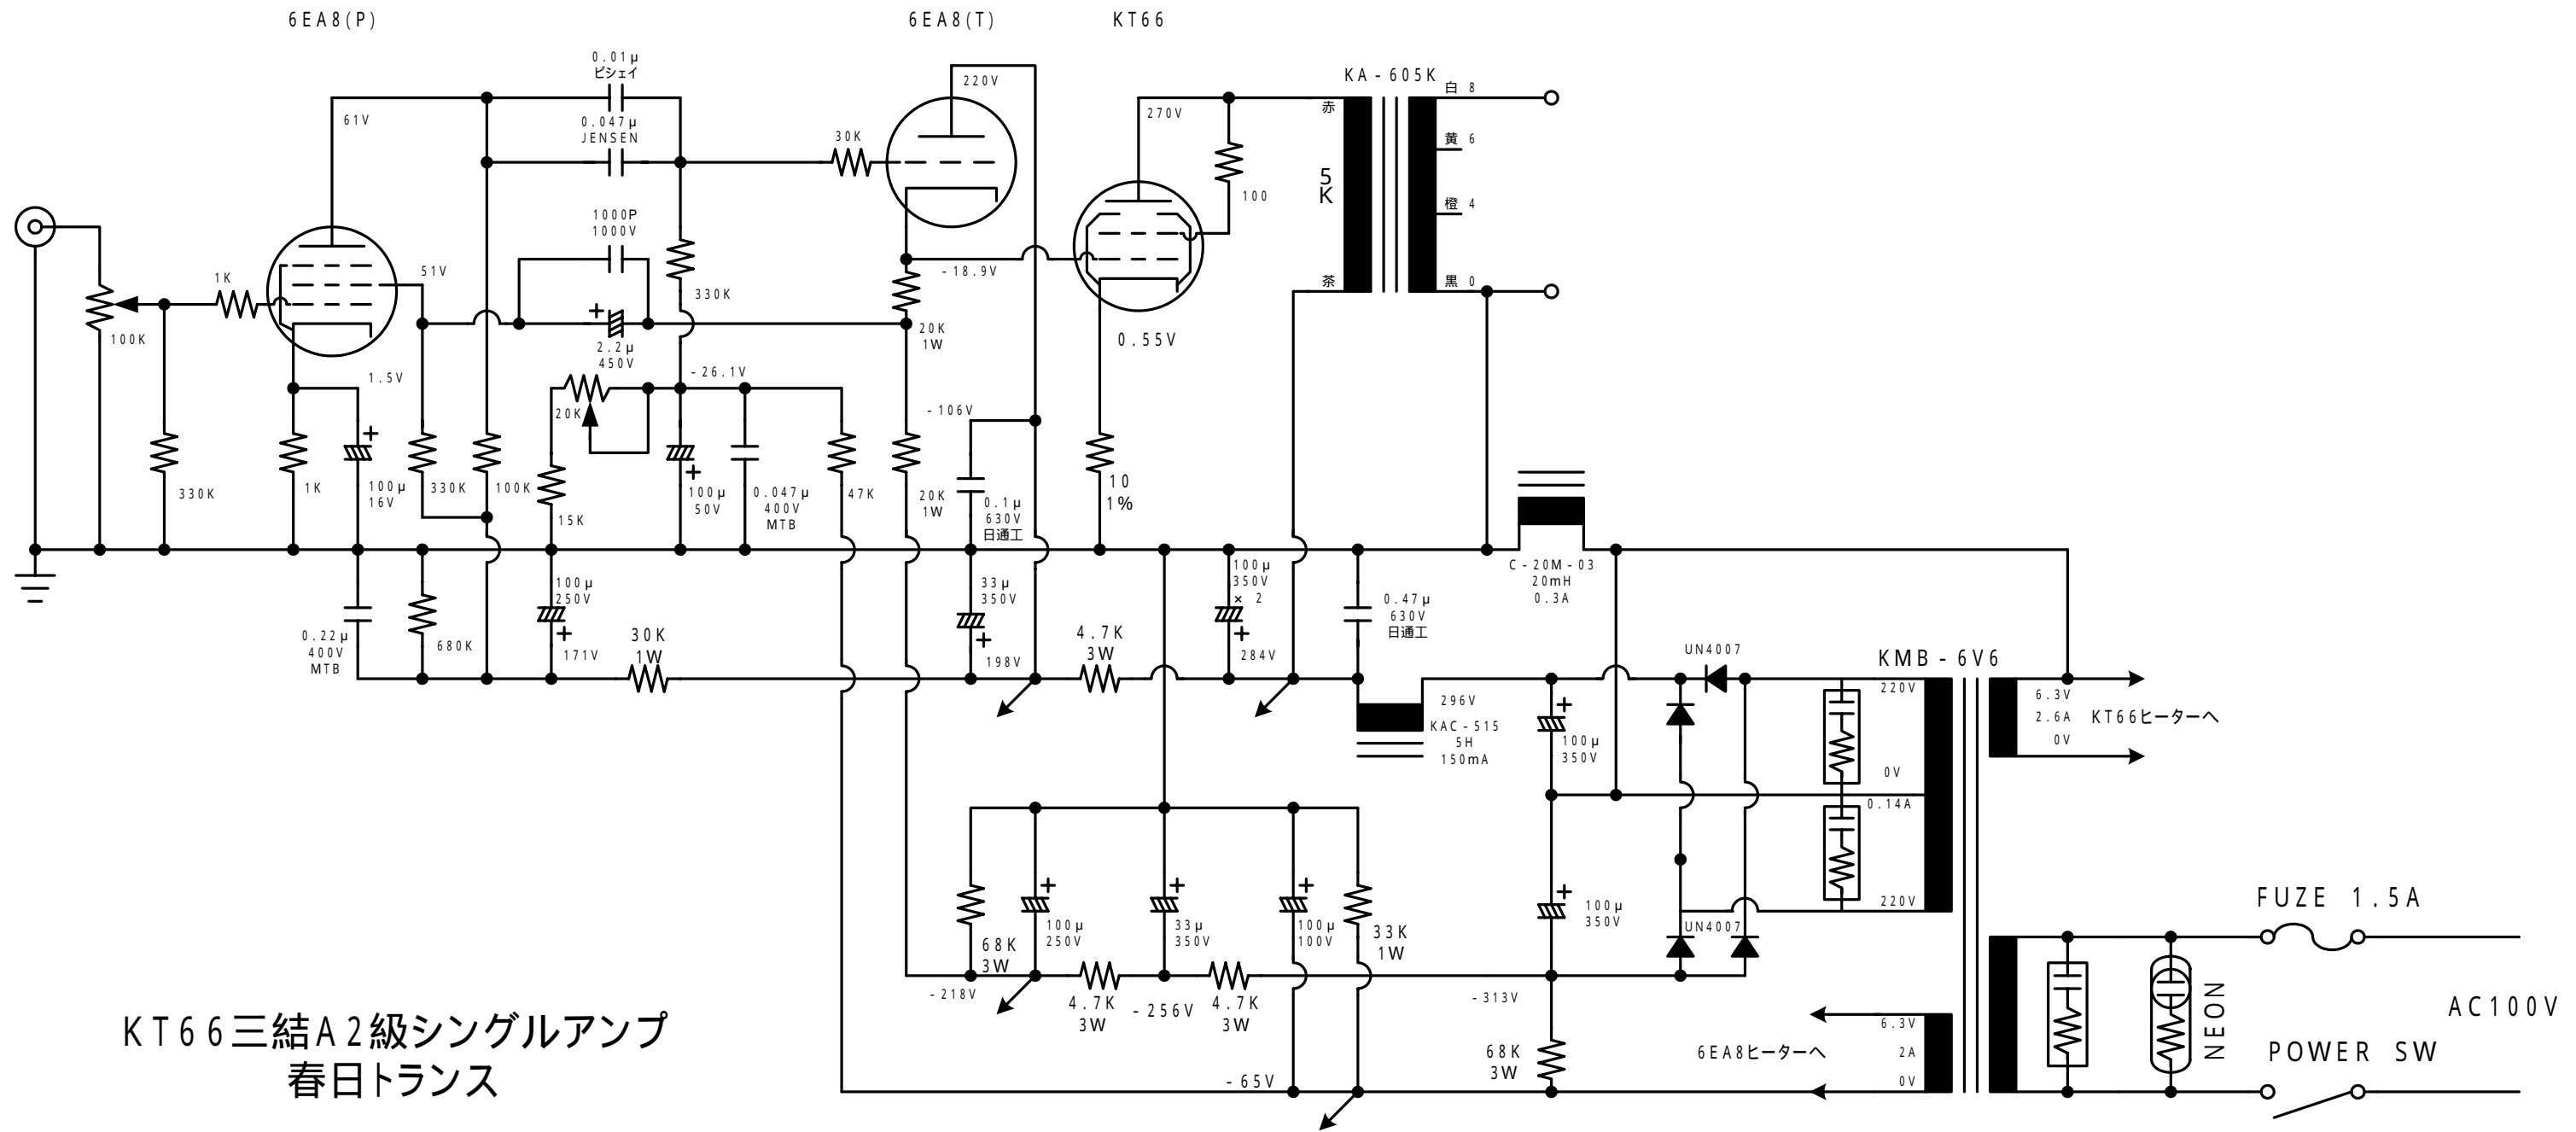 6EA8(P)
6EA8(T)
KT66
0.01μ
ビシェイ
0.047μ
JENSEN
61V
220V
30K
270V
KA-605K
赤
白 8
黄 6
橙 4
黒 0
茶
5K
100
1000P
1000V
51V
1K
100K
330K
-18.9V
20K
1W
2.2μ
450V
0.55V
1.5V
-26.1V
20K
-106V
330K
1K
100μ
16V
330K
100K
15K
100μ
50V
0.047μ
400V
MTB
47K
20K
1W
0.1μ
630V
日通工
10
1%
C-20M-03
20mH
0.3A
0.22μ
400V
MTB
680K
100μ
250V
171V
30K
1W
33μ
350V
198V
4.7K
3W
100μ
350V
× 2
284V
0.47μ
630V
日通工
296V
KAC-515
5H
150mA
100μ
350V
UN4007
KMB-6V6
220V
0V
0.14A
220V
6.3V
2.6A
0V
KT66ヒーターへ
68K
3W
100μ
250V
33μ
350V
100μ
100V
33K
1W
100μ
350V
UN4007
-218V
4.7K
3W
-256V
4.7K
3W
-313V
68K
3W
-65V
6EA8ヒーターへ
6.3V
2A
0V
NEON
FUZE 1.5A
AC100V
POWER SW
KT66三結A2級シングルアンプ
春日トランス